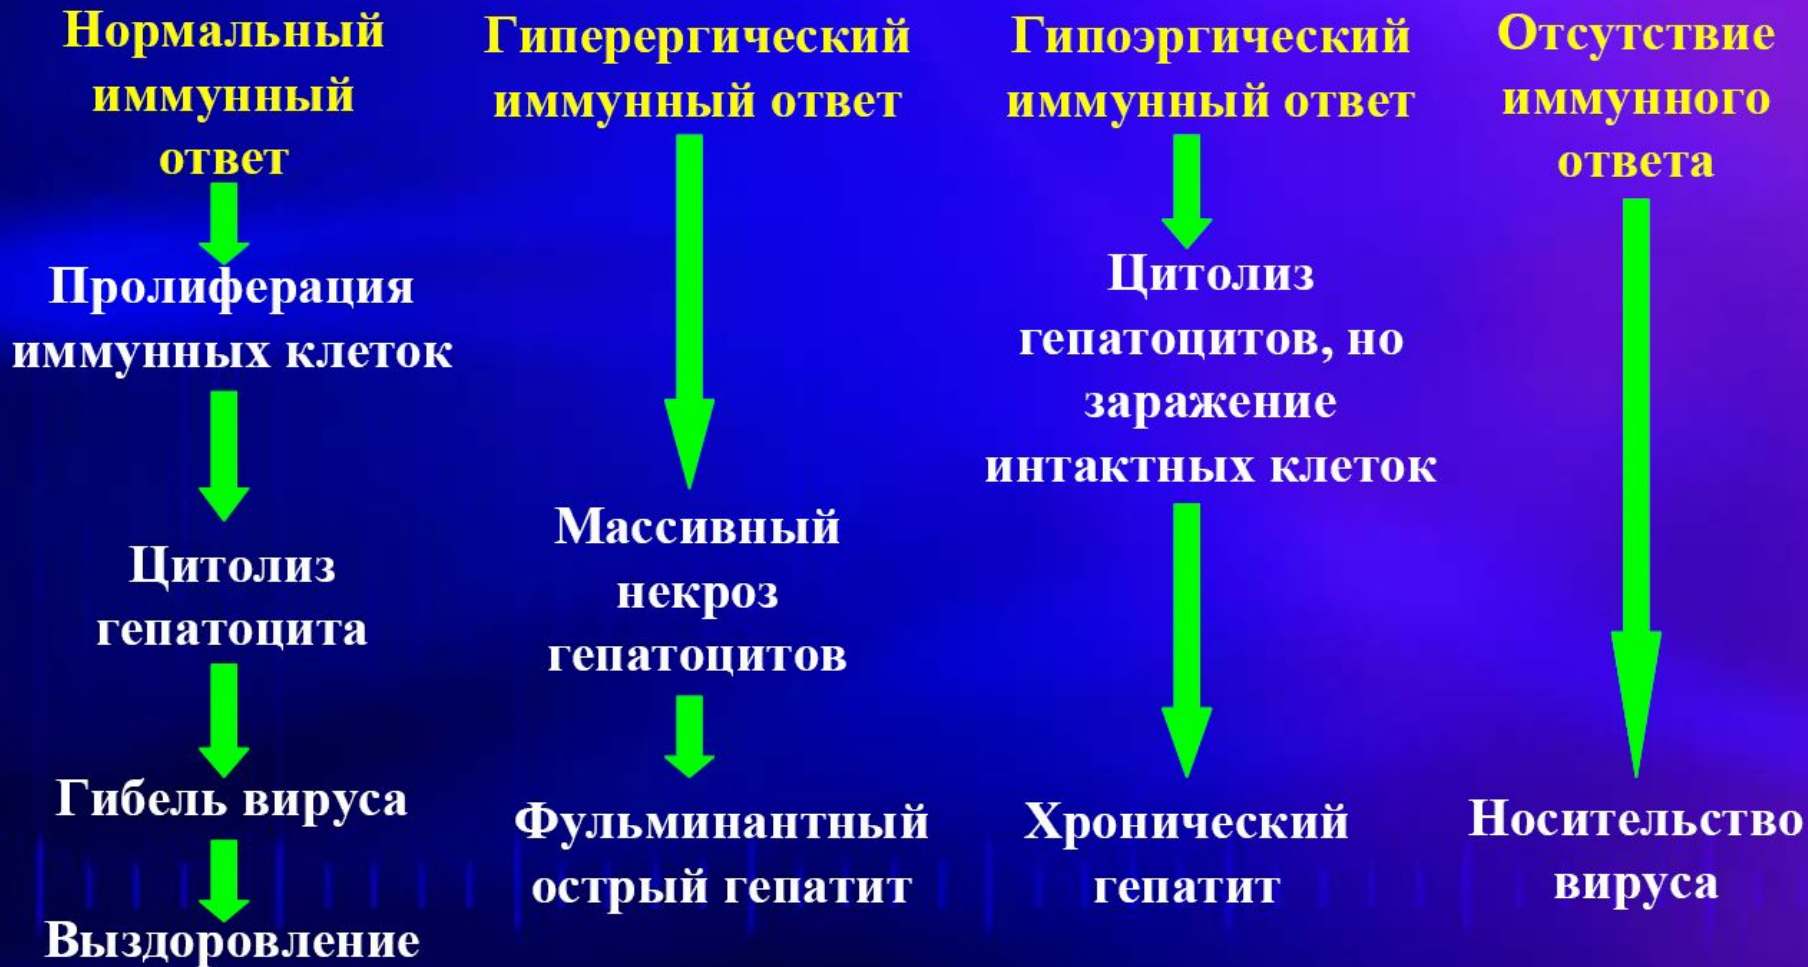 Нормальный
иммунный
ответ
Пролиферация
иммунных клеток
Цитолиз
гепатоцита
Гибель вируса
Выздоровление
Гиперергический
иммунный ответ
Массивный
некроз
гепатоцитов
Фульминантный
острый гепатит
Гипоэргический
иммунный ответ
Цитолиз
гепатоцитов, но
заражение
интактных клеток
Хронический
гепатит
Отсутствие
иммунного
ответа
Носительство
вируса